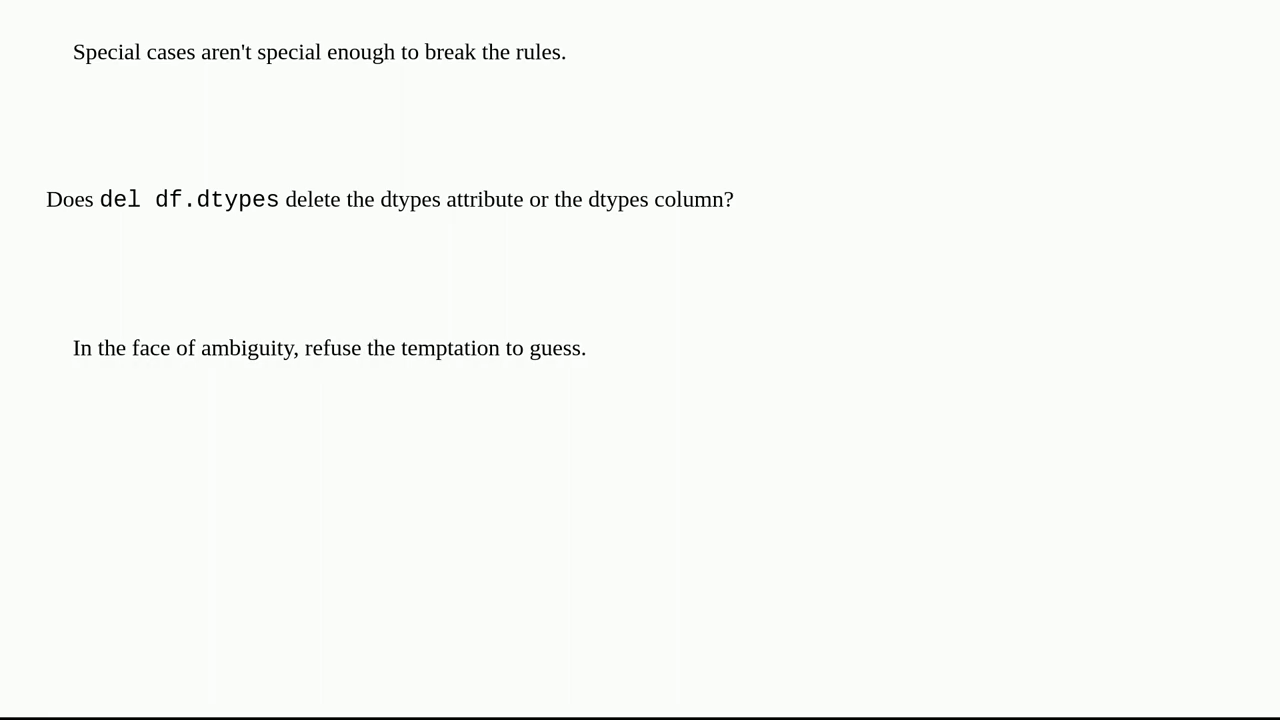 Special cases aren't special enough to break the rules.
Does del df.dtypes delete the dtypes attribute or the dtypes column?
In the face of ambiguity, refuse the temptation to guess.